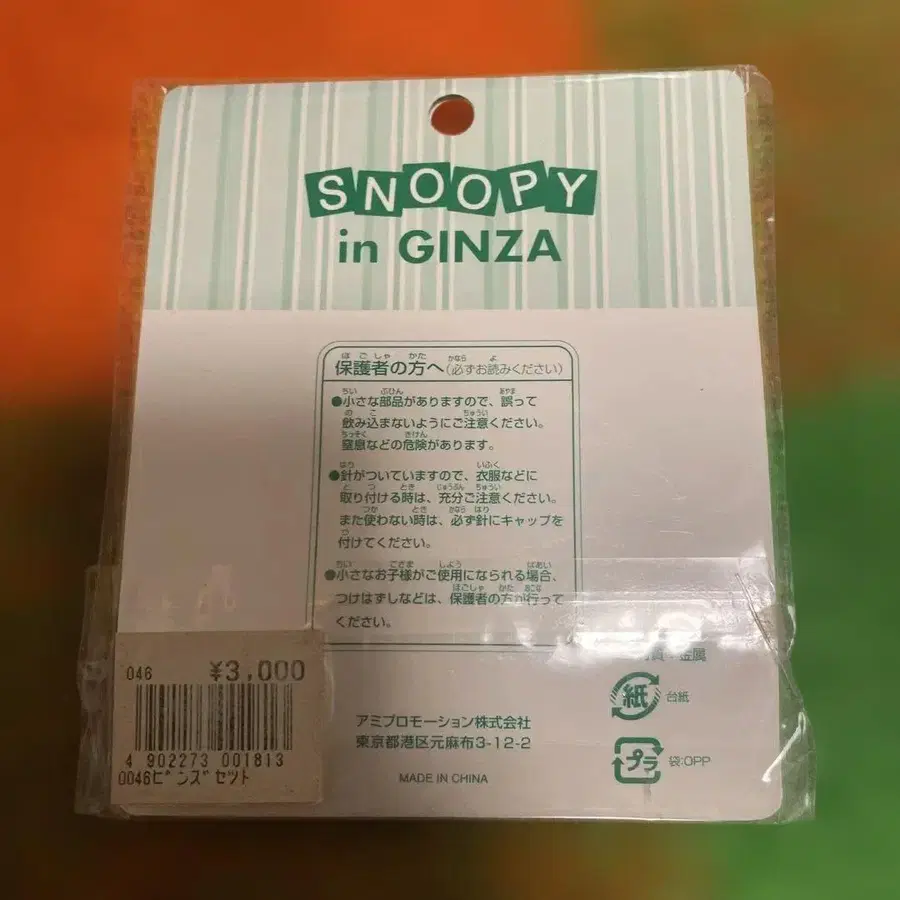 SNOOPY
in GINZA
保護者の方へ(必ずお読みください)
●小さな部品がありますので、誤って
飲み込まないようにご注意ください。
窒息などの危険があります。
●針がついていますので、衣服などに
取り付ける時は、充分ご注意ください。
また使わない時は、必ず針にキャップを
付けてください。
●小さなお子様がご使用になられる場合、
つけはずしなどは、保護者の方が行って
ください。
金属
紙 台紙
プラ 袋:OPP
アミプロモーション株式会社
東京都港区元麻布3-12-2
MADE IN CHINA
046 ¥3,000
4 902273 001813
0046ピンズセット